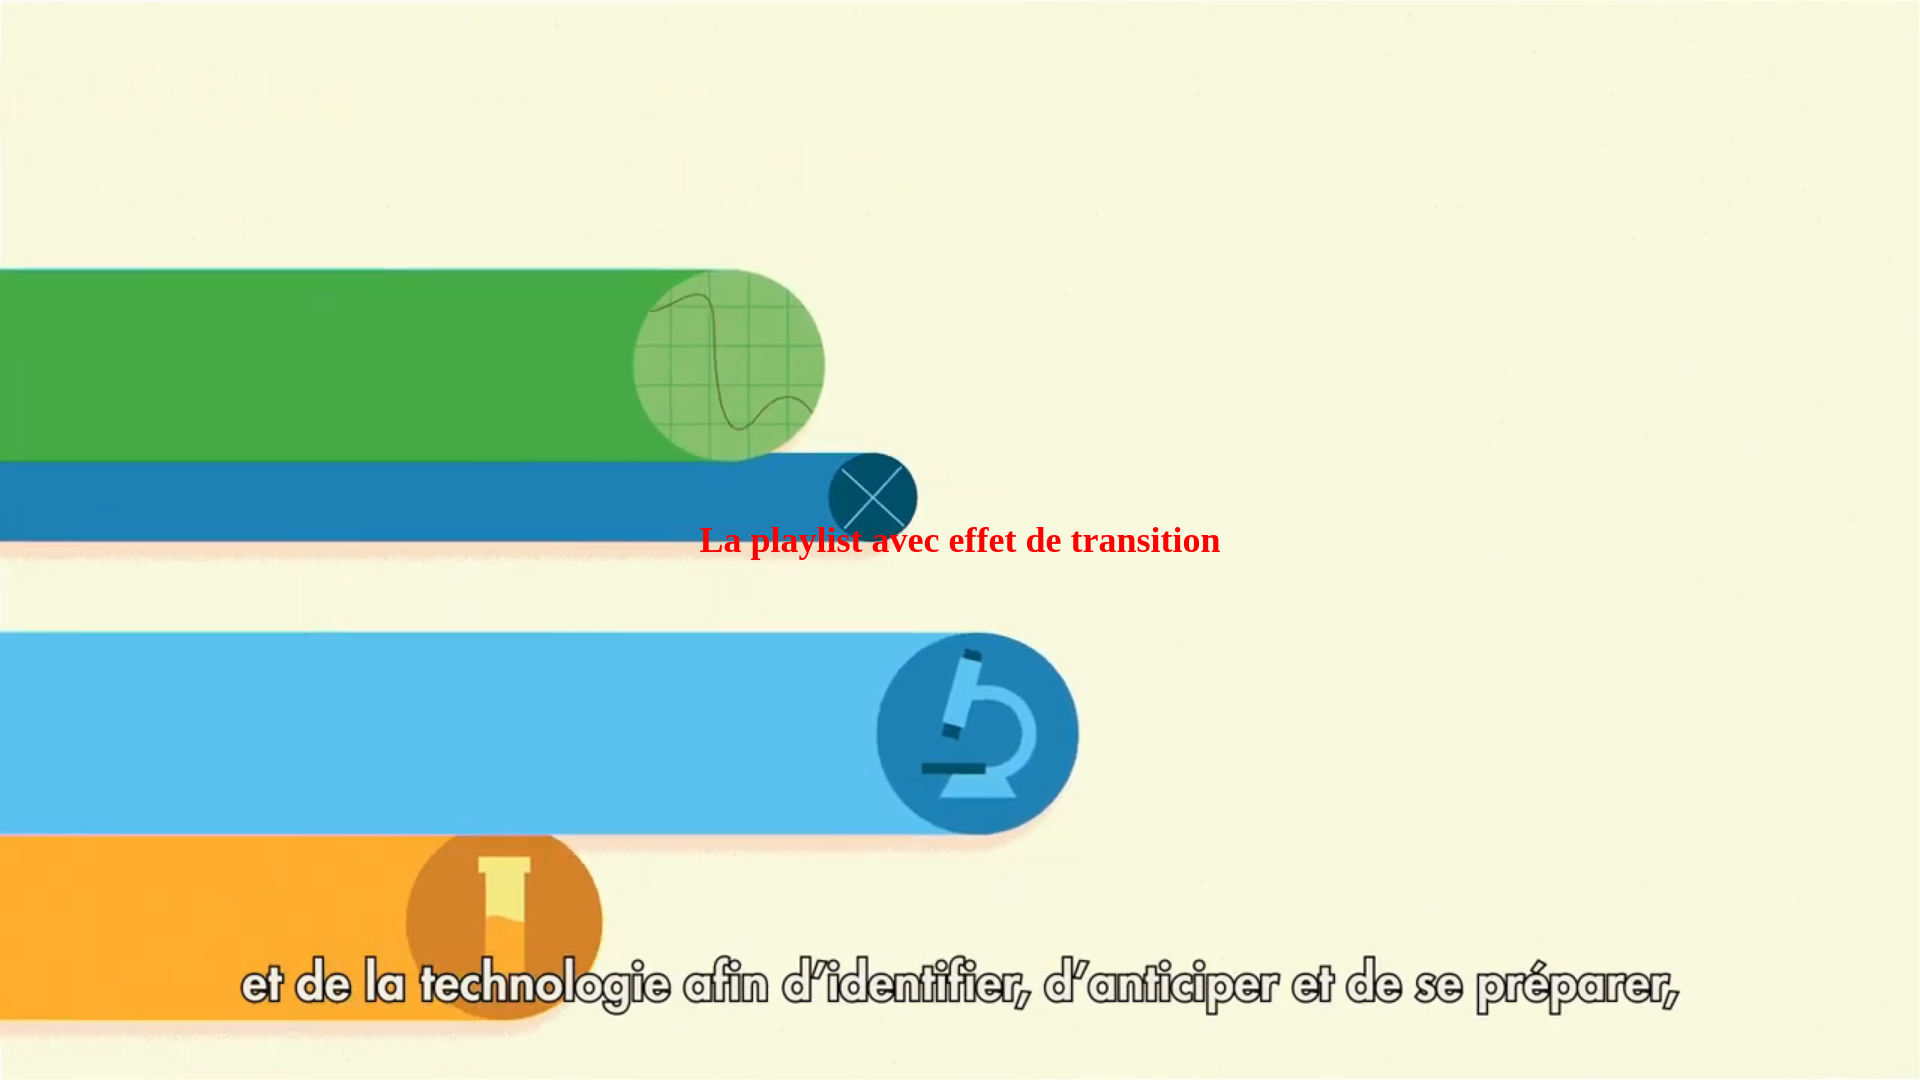 La playlist avec effet de transition
et de la technologie afin d’identifier, d’anticiper et de se préparer,